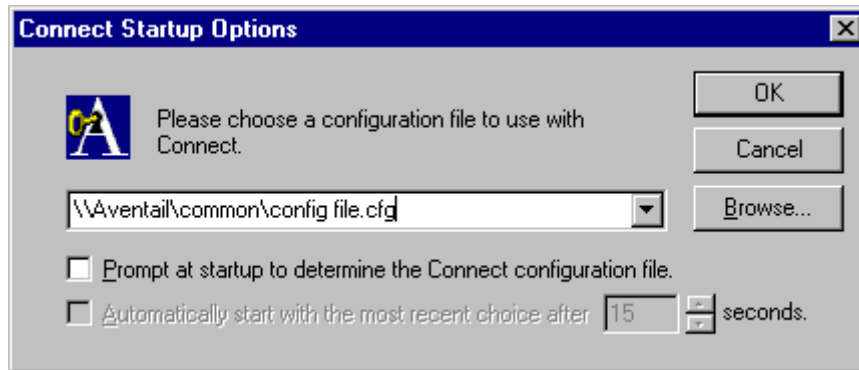 Connect Startup Options
OK
Please choose a configuration file to use with
Connect.
Cancel
\\Aventail\common\config file.cfg
Browse...
Prompt at startup to determine the Connect configuration file.
Automatically start with the most recent choice after 15 seconds.